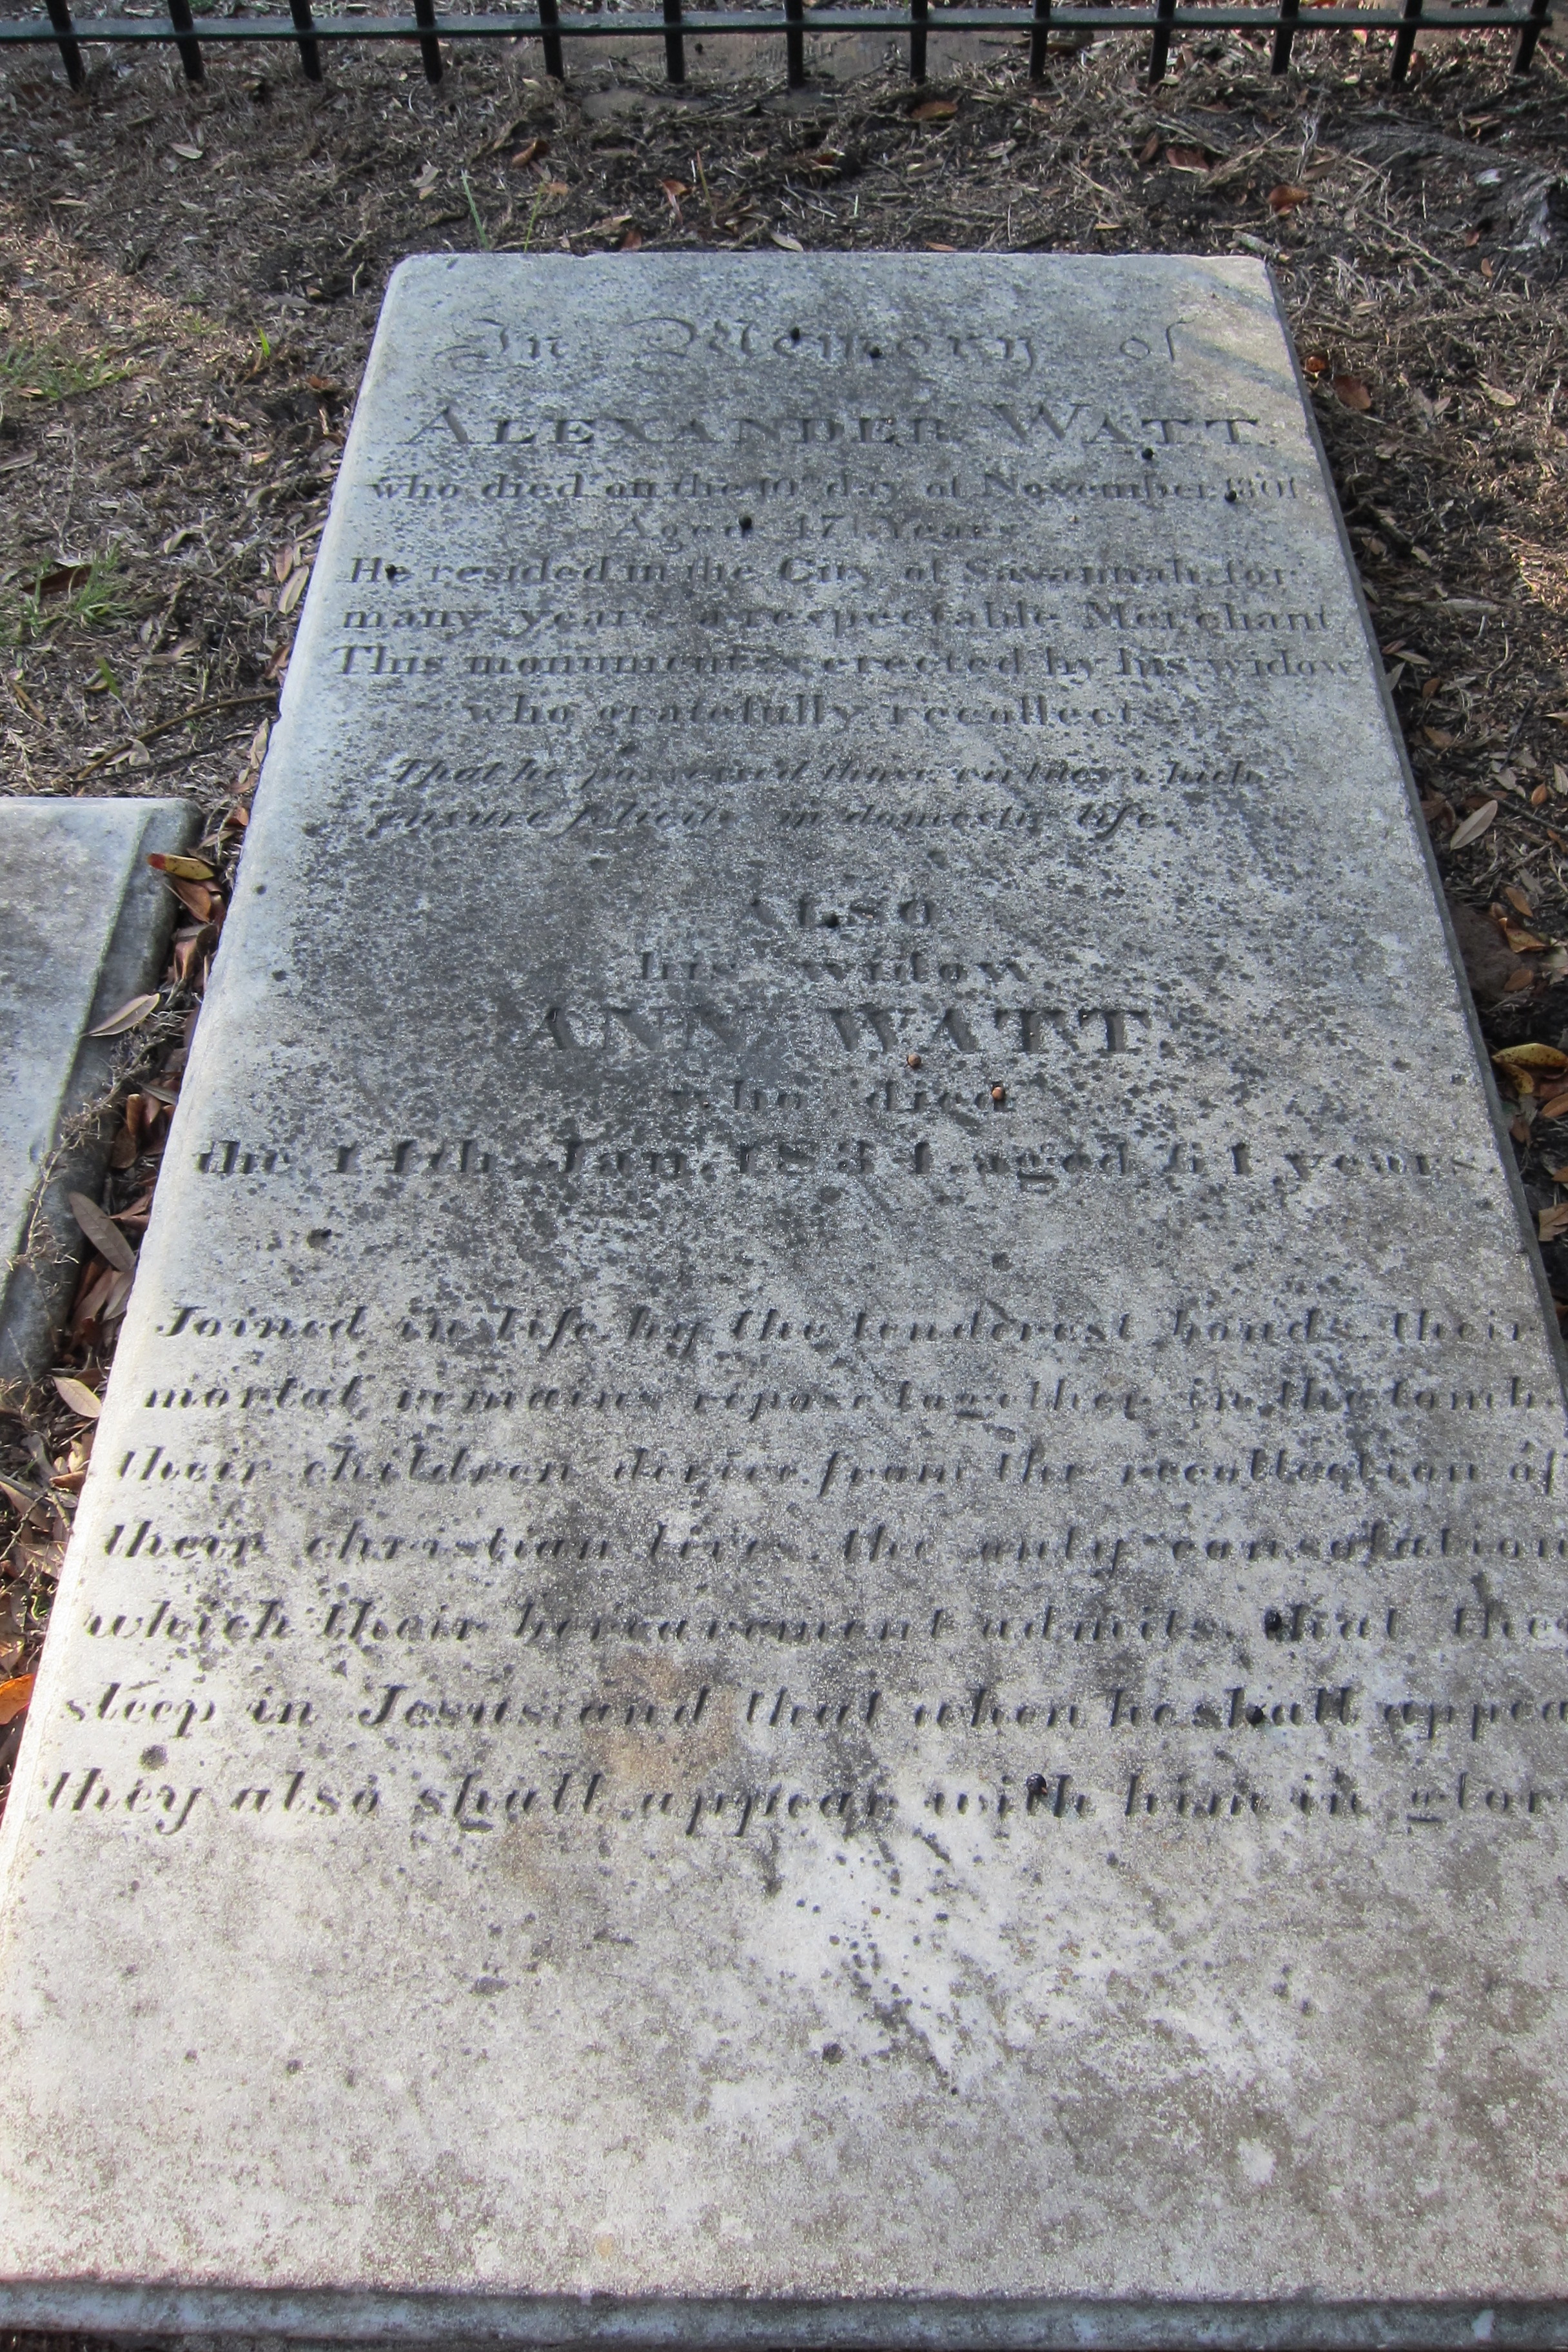 In Memory of
ALEXANDER WATT.
who died on the 10th day of November 1801
Aged 47 Years
He resided in the City of Savannah, for
many years a respectable Merchant
This monument is erected by his widow
who gratefully recollects
That he possess'd those virtues which
ensure felicity in domestic life.
ALSO
his widow
ANN WATT
who died
the 14th Jan. 1834 aged 61 years.
Joined in life by the tenderest bonds their
mortal remains repose together in the tomb.
their children derive from the recollection of
their christian lives the only consolation
which their bereavement admits. that the
sleep in Jesus and that when he shall appea
they also shall appear with him in glor